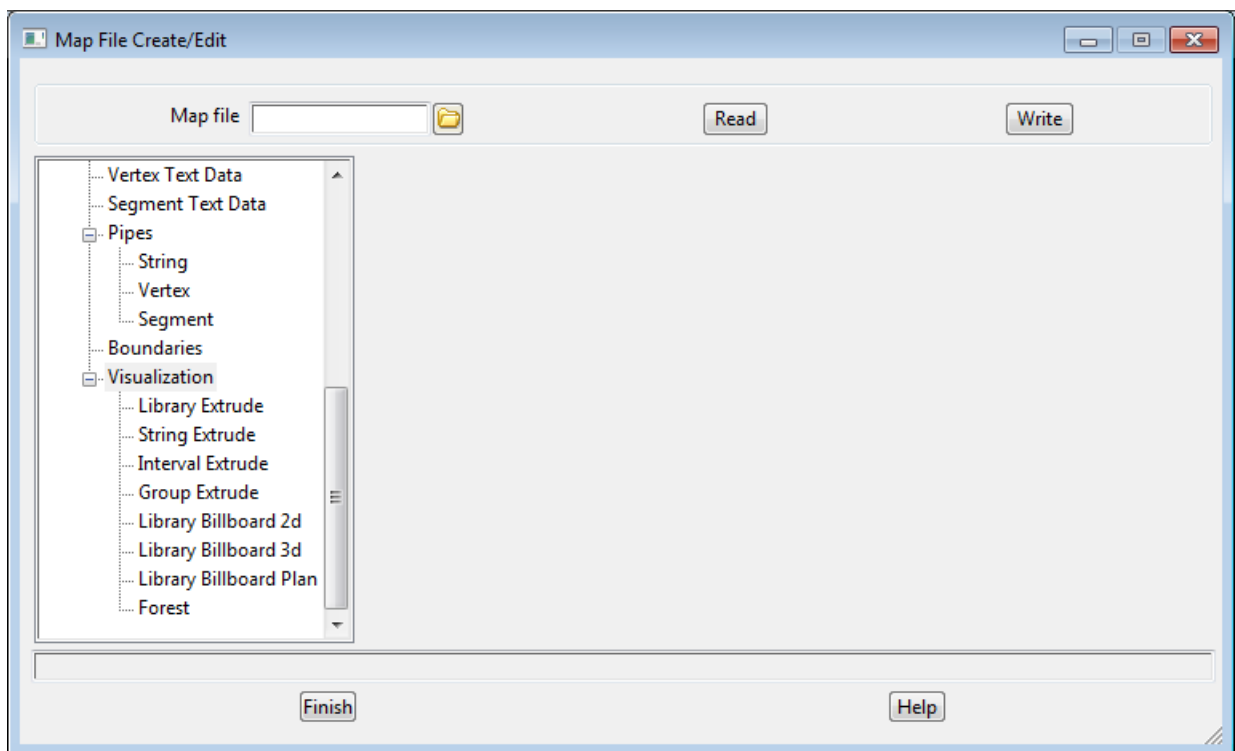 Map File Create/Edit
Map file Read Write
Vertex Text Data
Segment Text Data
Pipes
String
Vertex
Segment
Boundaries
Visualization
Library Extrude
String Extrude
Interval Extrude
Group Extrude
Library Billboard 2d
Library Billboard 3d
Library Billboard Plan
Forest
Finish Help